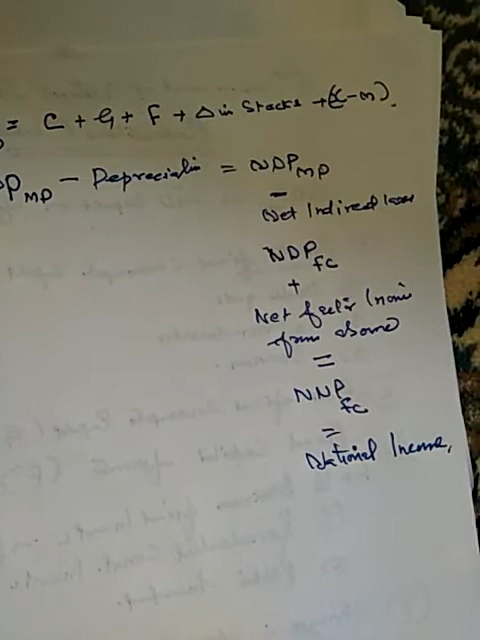 = C + G + F + Δ in Stocks + (X-M).
DP MP - Depreciation = NDP MP
-
Net Indirect taxes
NDP fc
+
Net factor Income
from abroad
=
NNP fc
=
National Income,